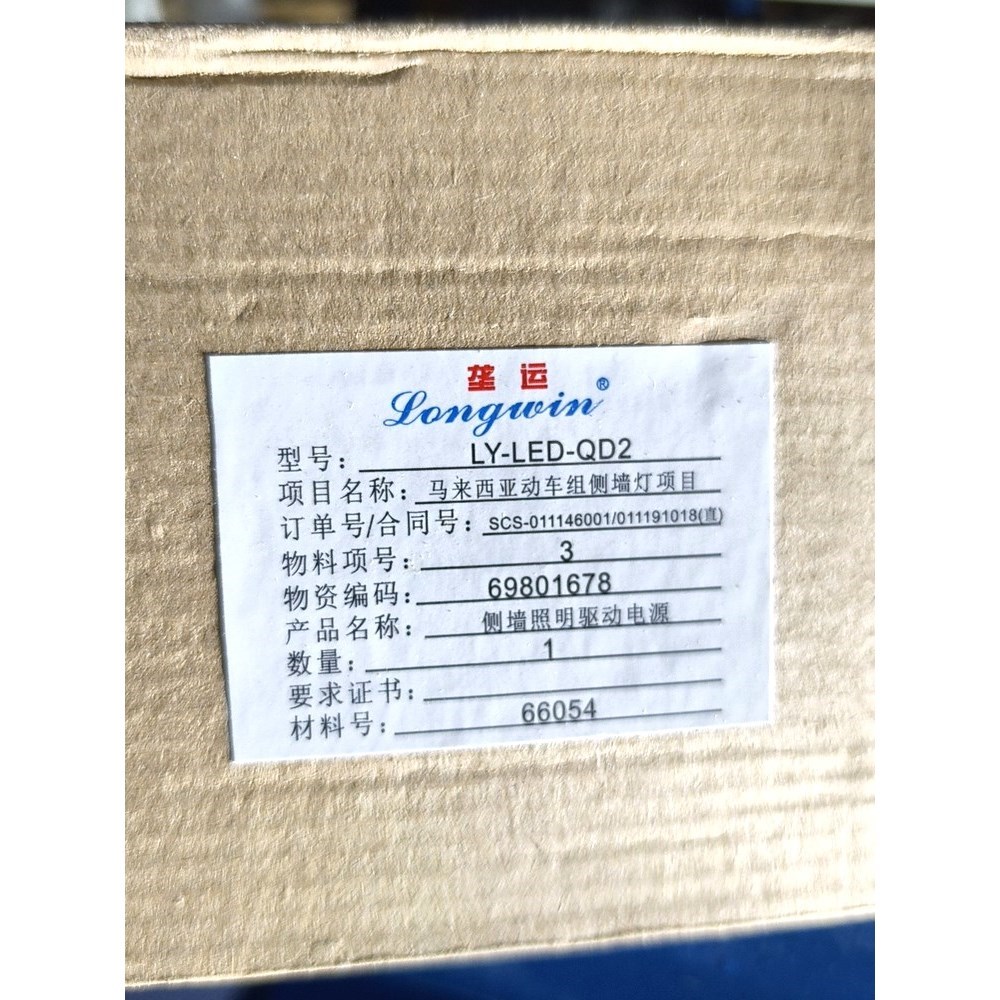 垄运
Longwin®
型号：LY-LED-QD2
项目名称：马来西亚动车组侧墙灯项目
订单号/合同号：SCS-011146001/011191018(直)
物料项号：3
物资编码：69801678
产品名称：侧墙照明驱动电源
数量：1
要求证书：
材料号：66054